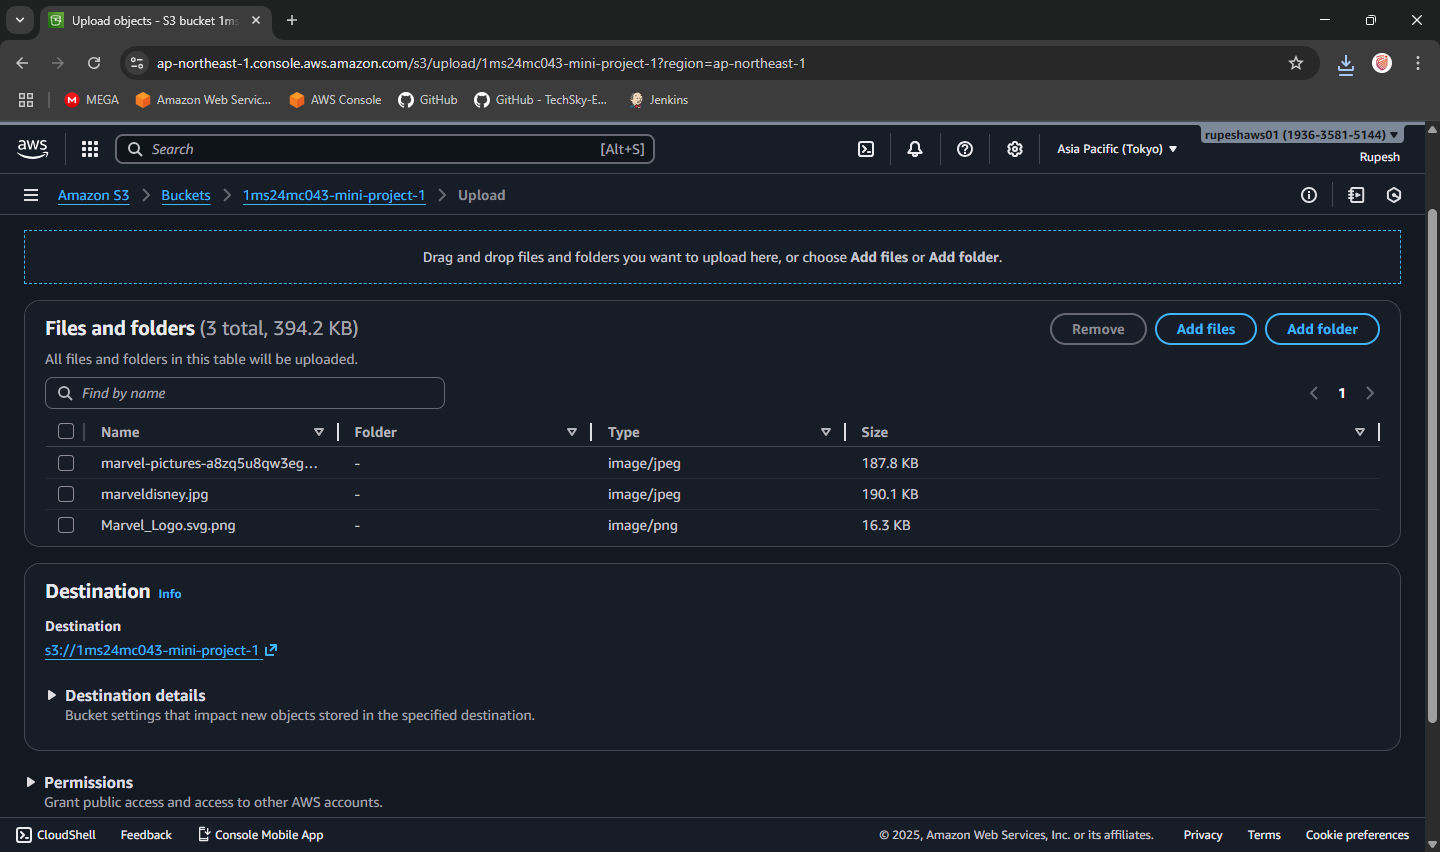 Upload objects - S3 bucket 1ms
ap-northeast-1.console.aws.amazon.com/s3/upload/1ms24mc043-mini-project-1?region=ap-northeast-1
MEGA Amazon Web Servic... AWS Console GitHub GitHub - TechSky-E... Jenkins
aws Search [Alt+S] Asia Pacific (Tokyo) rupeshaws01 (1936-3581-5144)
Rupesh
Amazon S3 Buckets 1ms24mc043-mini-project-1 Upload
Drag and drop files and folders you want to upload here, or choose Add files or Add folder.
Files and folders (3 total, 394.2 KB) Remove Add files Add folder
All files and folders in this table will be uploaded.
Find by name 1
Name Folder Type Size
marvel-pictures-a8zq5u8qw3eg... - image/jpeg 187.8 KB
marveldisney.jpg - image/jpeg 190.1 KB
Marvel_Logo.svg.png - image/png 16.3 KB
Destination Info
Destination
s3://1ms24mc043-mini-project-1
Destination details
Bucket settings that impact new objects stored in the specified destination.
Permissions
Grant public access and access to other AWS accounts.
CloudShell Feedback Console Mobile App © 2025, Amazon Web Services, Inc. or its affiliates. Privacy Terms Cookie preferences